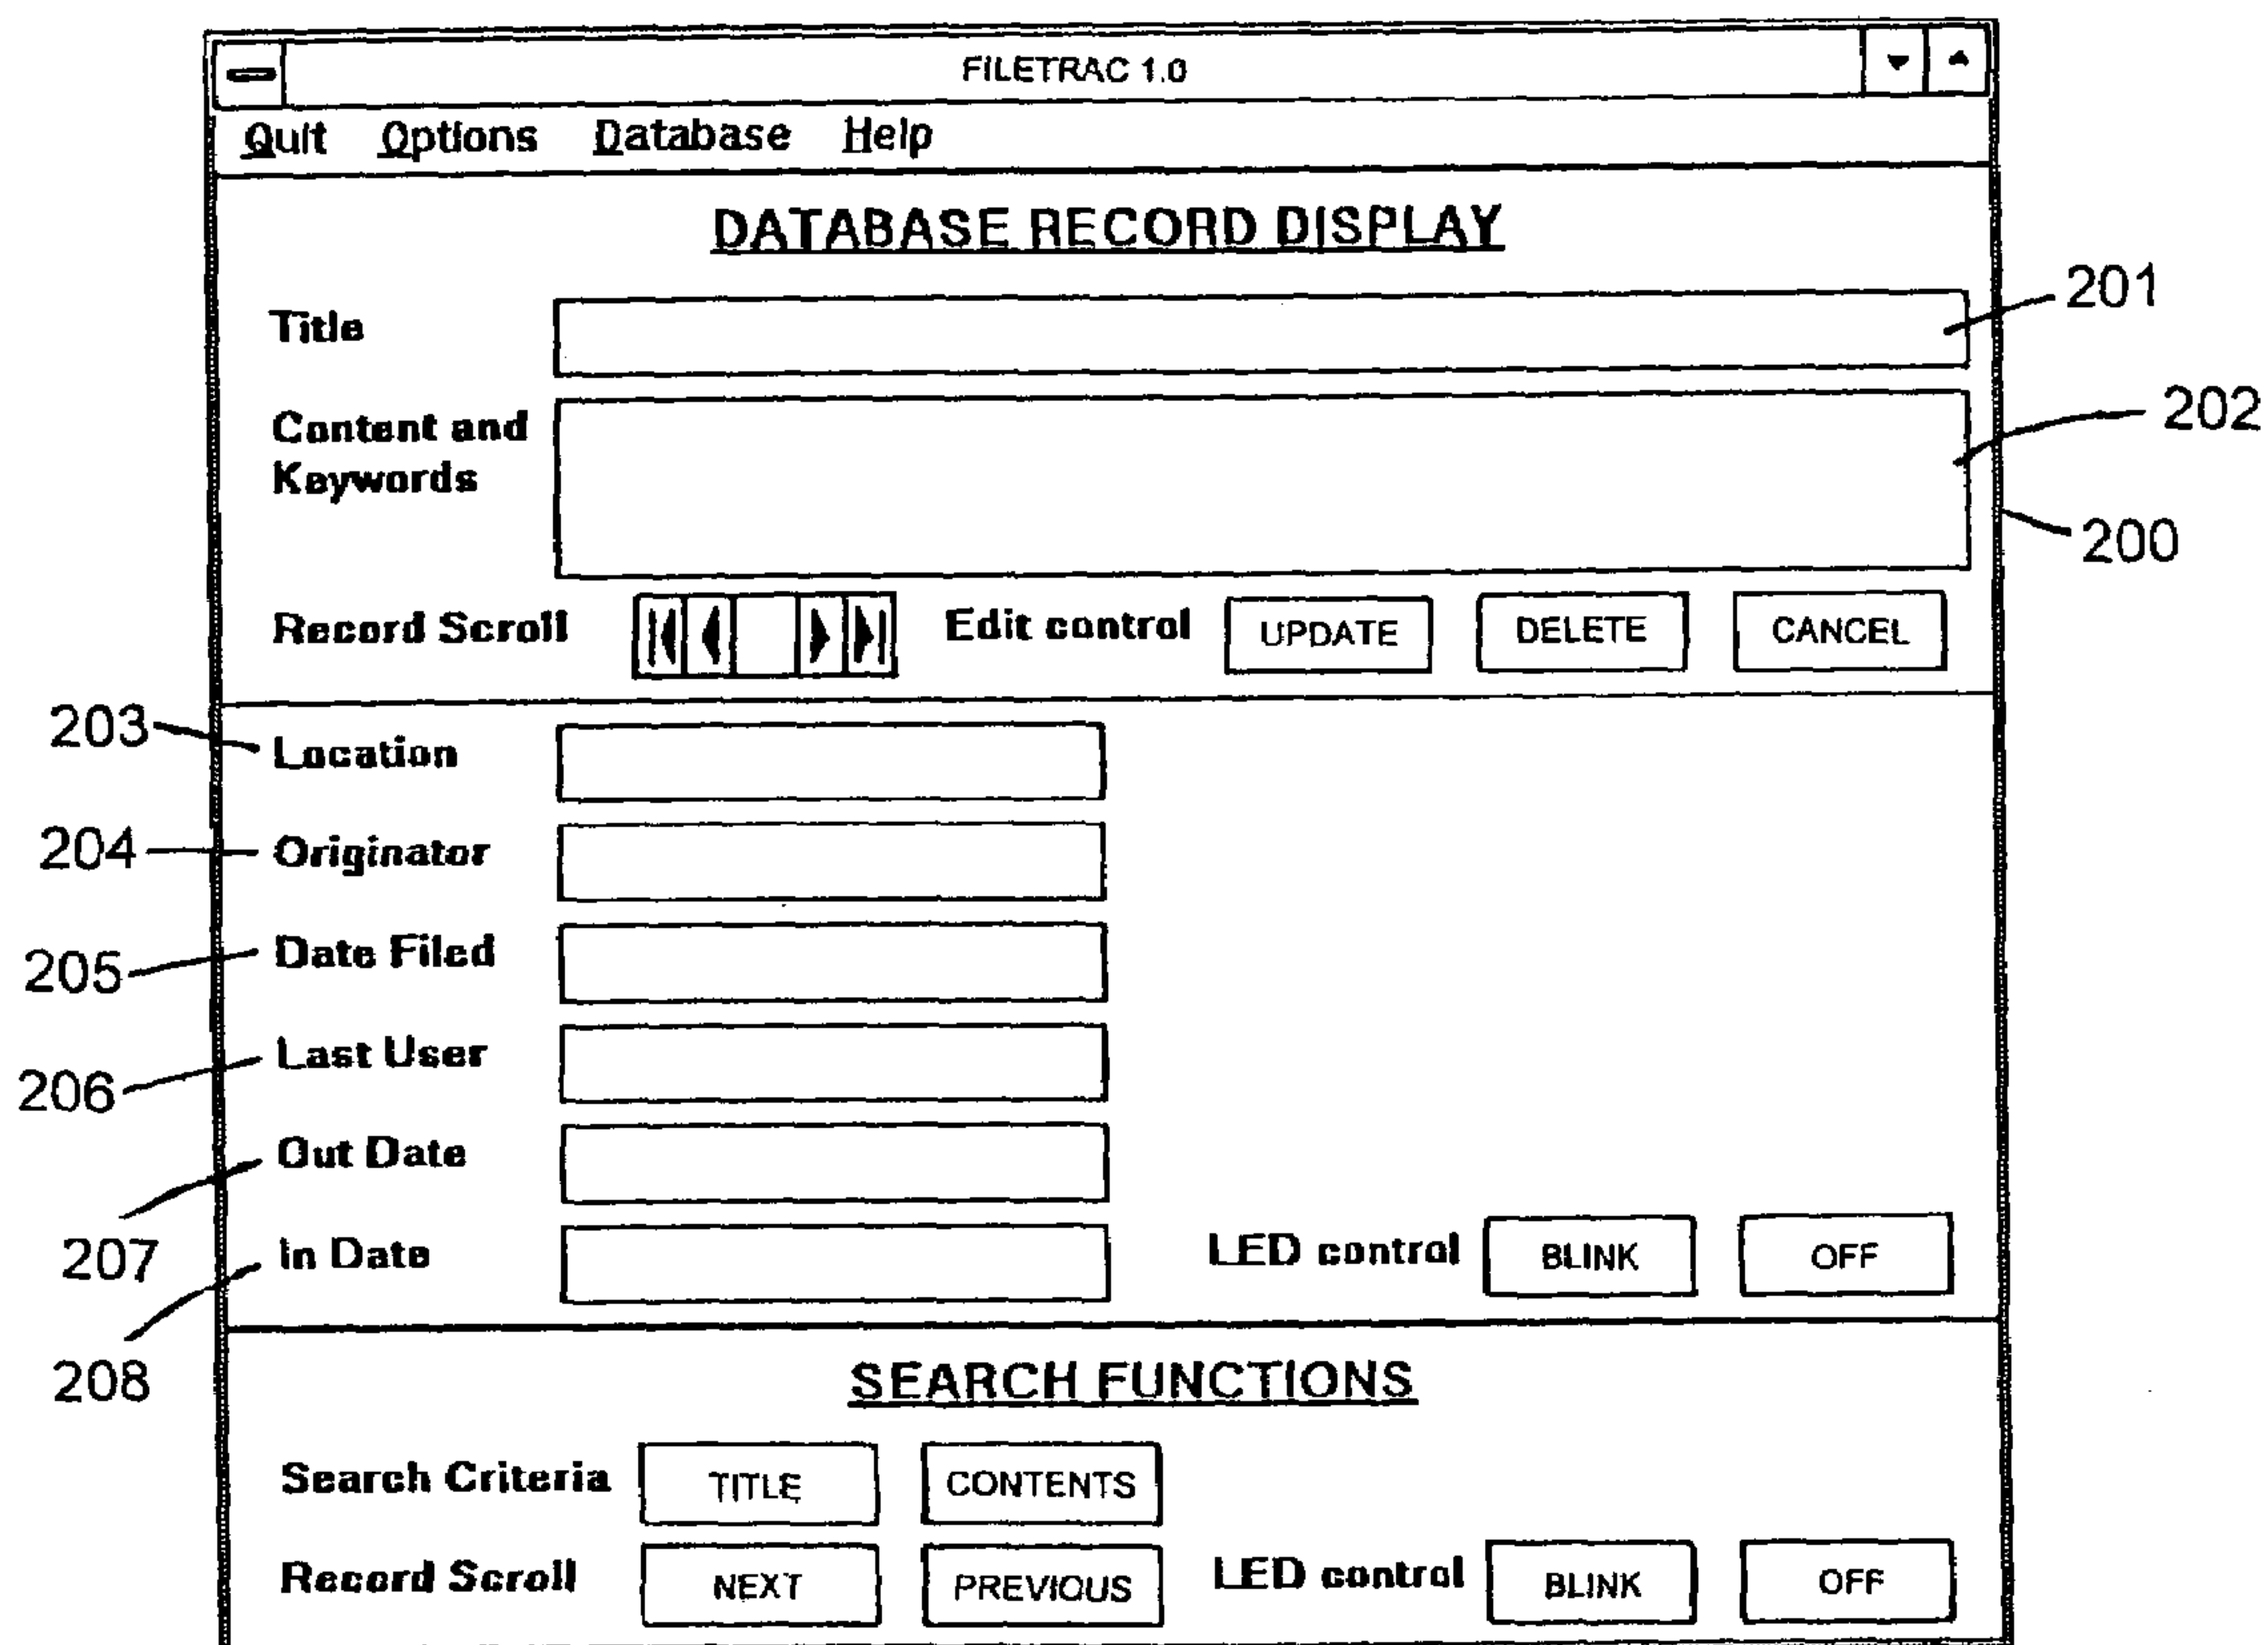 FILETRAC 1.0
Quit Options Database Help
DATABASE RECORD DISPLAY
Title
201
Content and
Keywords
202
200
Record Scroll Edit control UPDATE DELETE CANCEL
203 Location
204 Originator
205 Date Filed
206 Last User
207 Out Date
208 In Date LED control BLINK OFF
SEARCH FUNCTIONS
Search Criteria TITLE CONTENTS
Record Scroll NEXT PREVIOUS LED control BLINK OFF